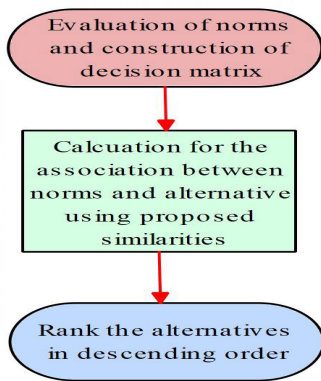 Evaluation of norms
and construction of
decision matrix
Calcuation for the
association between
norms and alternative
using proposed
similarities
Rank the alternatives
in descending order